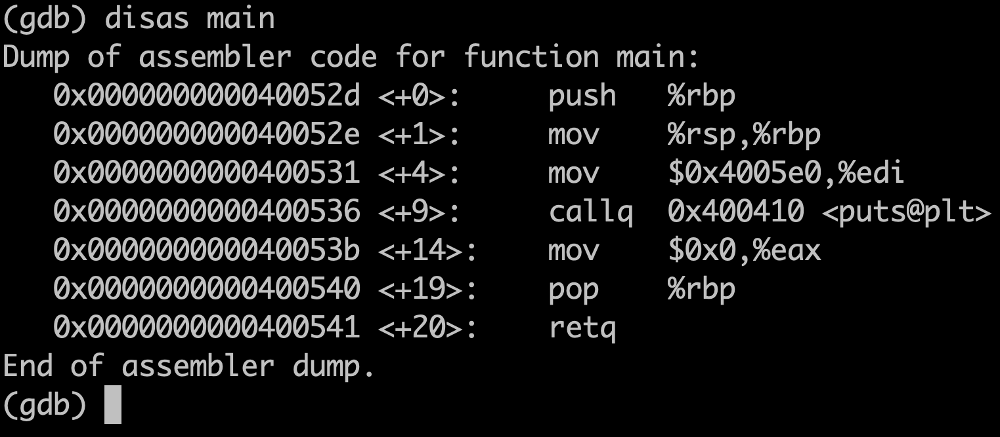 (gdb) disas main
Dump of assembler code for function main:
   0x000000000040052d <+0>:     push   %rbp
   0x000000000040052e <+1>:     mov    %rsp,%rbp
   0x0000000000400531 <+4>:     mov    $0x4005e0,%edi
   0x0000000000400536 <+9>:     callq  0x400410 <puts@plt>
   0x000000000040053b <+14>:    mov    $0x0,%eax
   0x0000000000400540 <+19>:    pop    %rbp
   0x0000000000400541 <+20>:    retq
End of assembler dump.
(gdb)